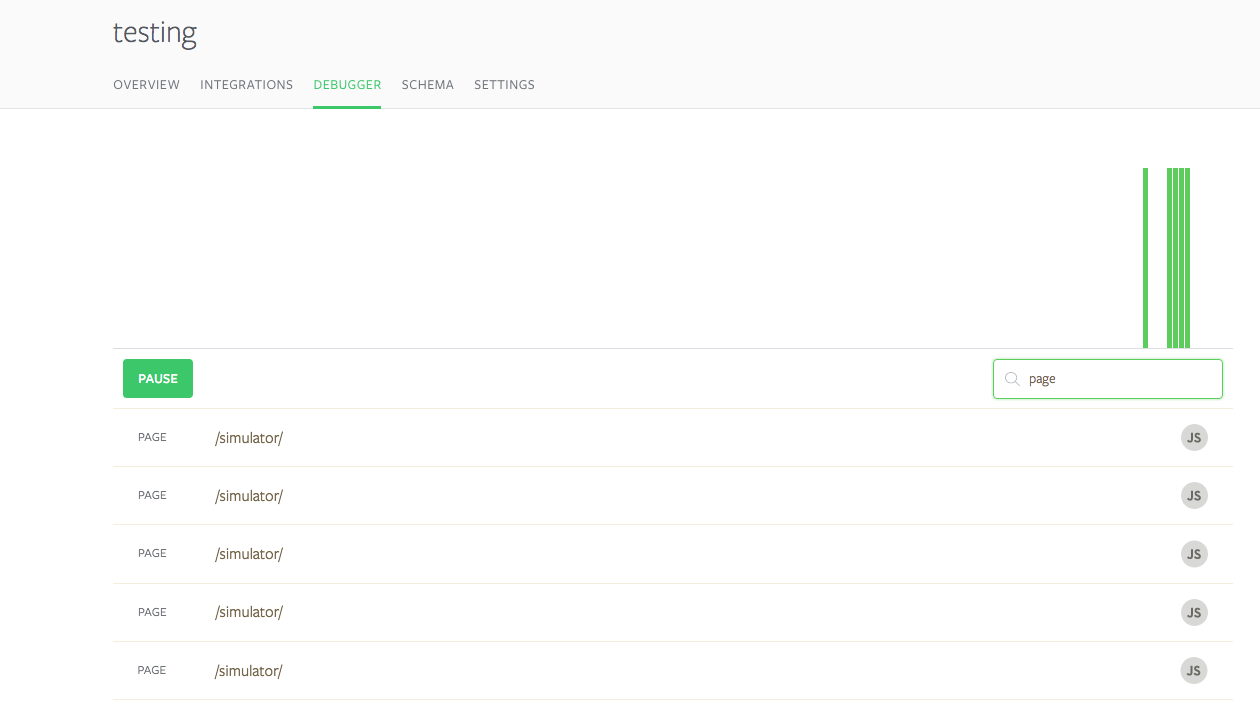 testing
OVERVIEW INTEGRATIONS DEBUGGER SCHEMA SETTINGS
PAUSE page
PAGE /simulator/ JS
PAGE /simulator/ JS
PAGE /simulator/ JS
PAGE /simulator/ JS
PAGE /simulator/ JS